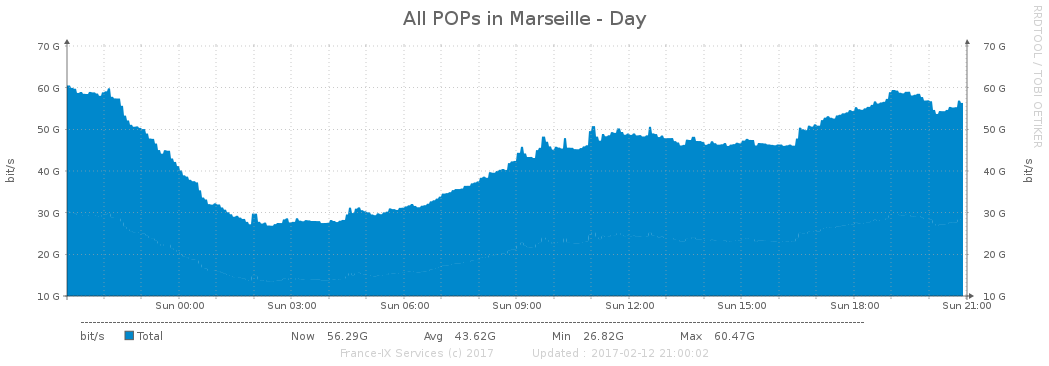 All POPs in Marseille - Day
RRDTOOL / TOBI OETIKER
70 G 70 G
60 G 60 G
50 G 50 G
40 G 40 G
30 G 30 G
20 G 20 G
10 G 10 G
bit/s bit/s
Sun 00:00 Sun 03:00 Sun 06:00 Sun 09:00 Sun 12:00 Sun 15:00 Sun 18:00 Sun 21:00
bit/s Total Now 56.29G Avg 43.62G Min 26.82G Max 60.47G
France-IX Services (c) 2017 Updated : 2017-02-12 21:00:02